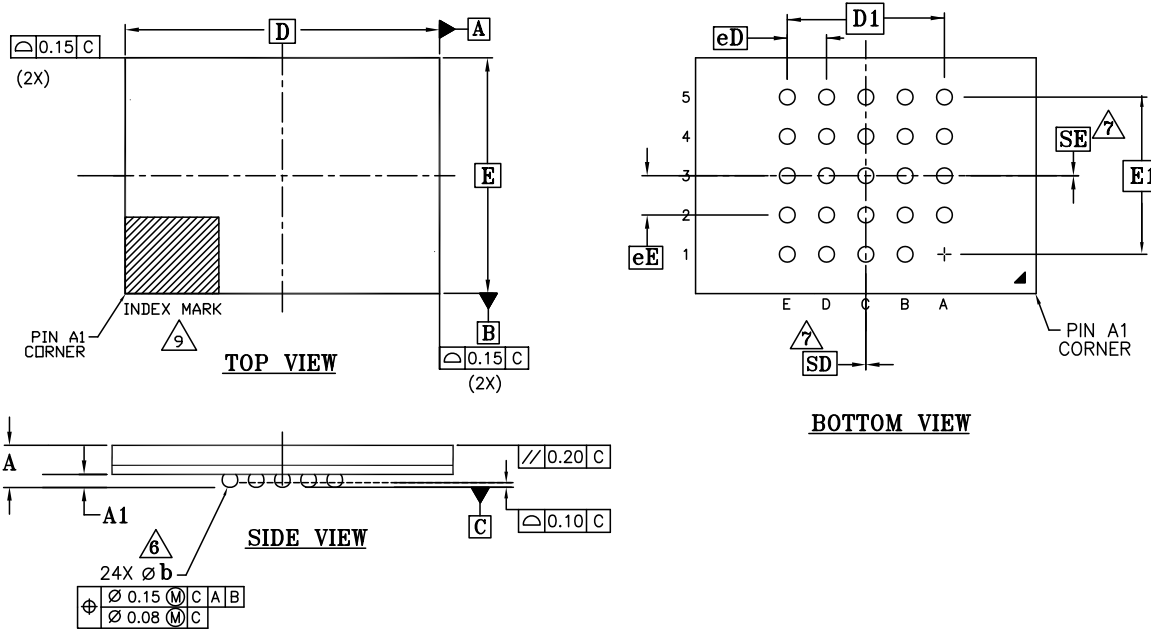 D
A
⌓ 0.15 C
(2X)
E
INDEX MARK
9
PIN A1
CORNER
B
TOP VIEW
⌓ 0.15 C
(2X)
D1
eD
5
4
3
2
1
SE
7
E1
eE
E D C B A
7
SD
PIN A1
CORNER
BOTTOM VIEW
A
A1
// 0.20 C
C
⌓ 0.10 C
SIDE VIEW
6
24X Ø b
⌖ Ø 0.15 Ⓜ C A B
Ø 0.08 Ⓜ C